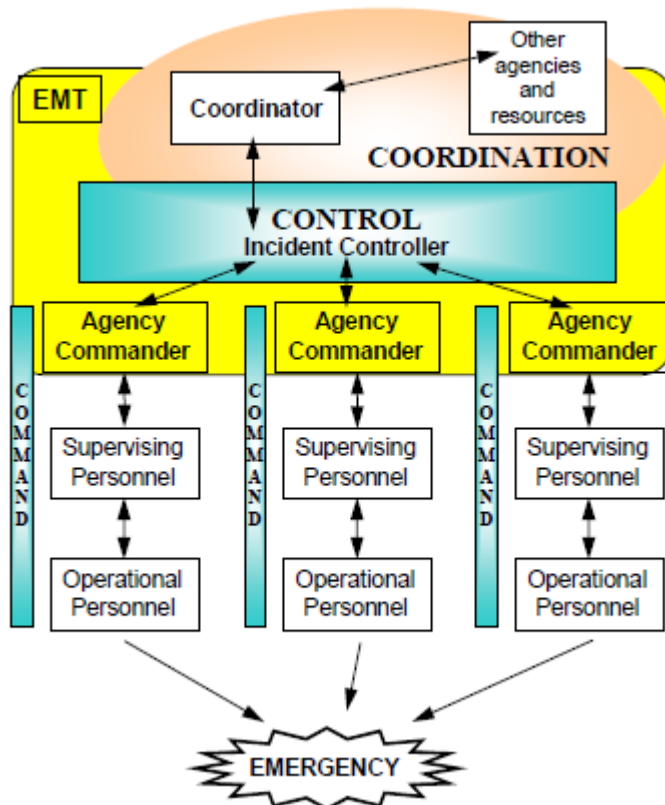 Other
agencies
and
resources
EMT
Coordinator
COORDINATION
CONTROL
Incident Controller
Agency
Commander
Agency
Commander
Agency
Commander
COMMAND
COMMAND
COMMAND
Supervising
Personnel
Supervising
Personnel
Supervising
Personnel
Operational
Personnel
Operational
Personnel
Operational
Personnel
EMERGENCY